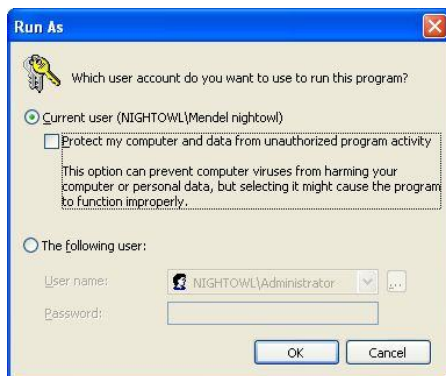 Run As
Which user account do you want to use to run this program?
Current user (NIGHTOWL\Mendel nightowl)
Protect my computer and data from unauthorized program activity
This option can prevent computer viruses from harming your
computer or personal data, but selecting it might cause the program
to function improperly.
The following user:
User name:
NIGHTOWL\Administrator
...
Password:
OK
Cancel